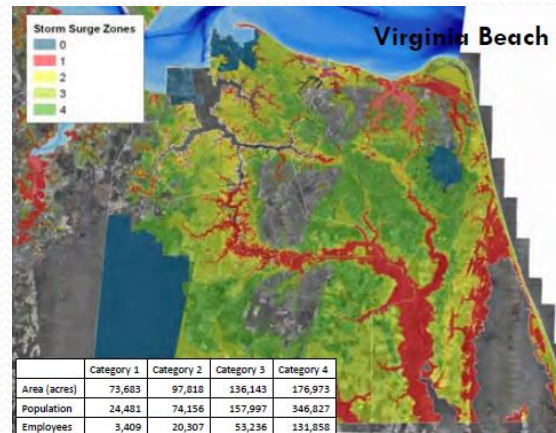 Virginia Beach
Storm Surge Zones
0
1
2
3
4
Category 1 Category 2 Category 3 Category 4
Area (acres) 73,683 97,818 136,143 176,973
Population 24,481 74,156 157,997 346,827
Employees 3,409 20,307 53,236 131,858